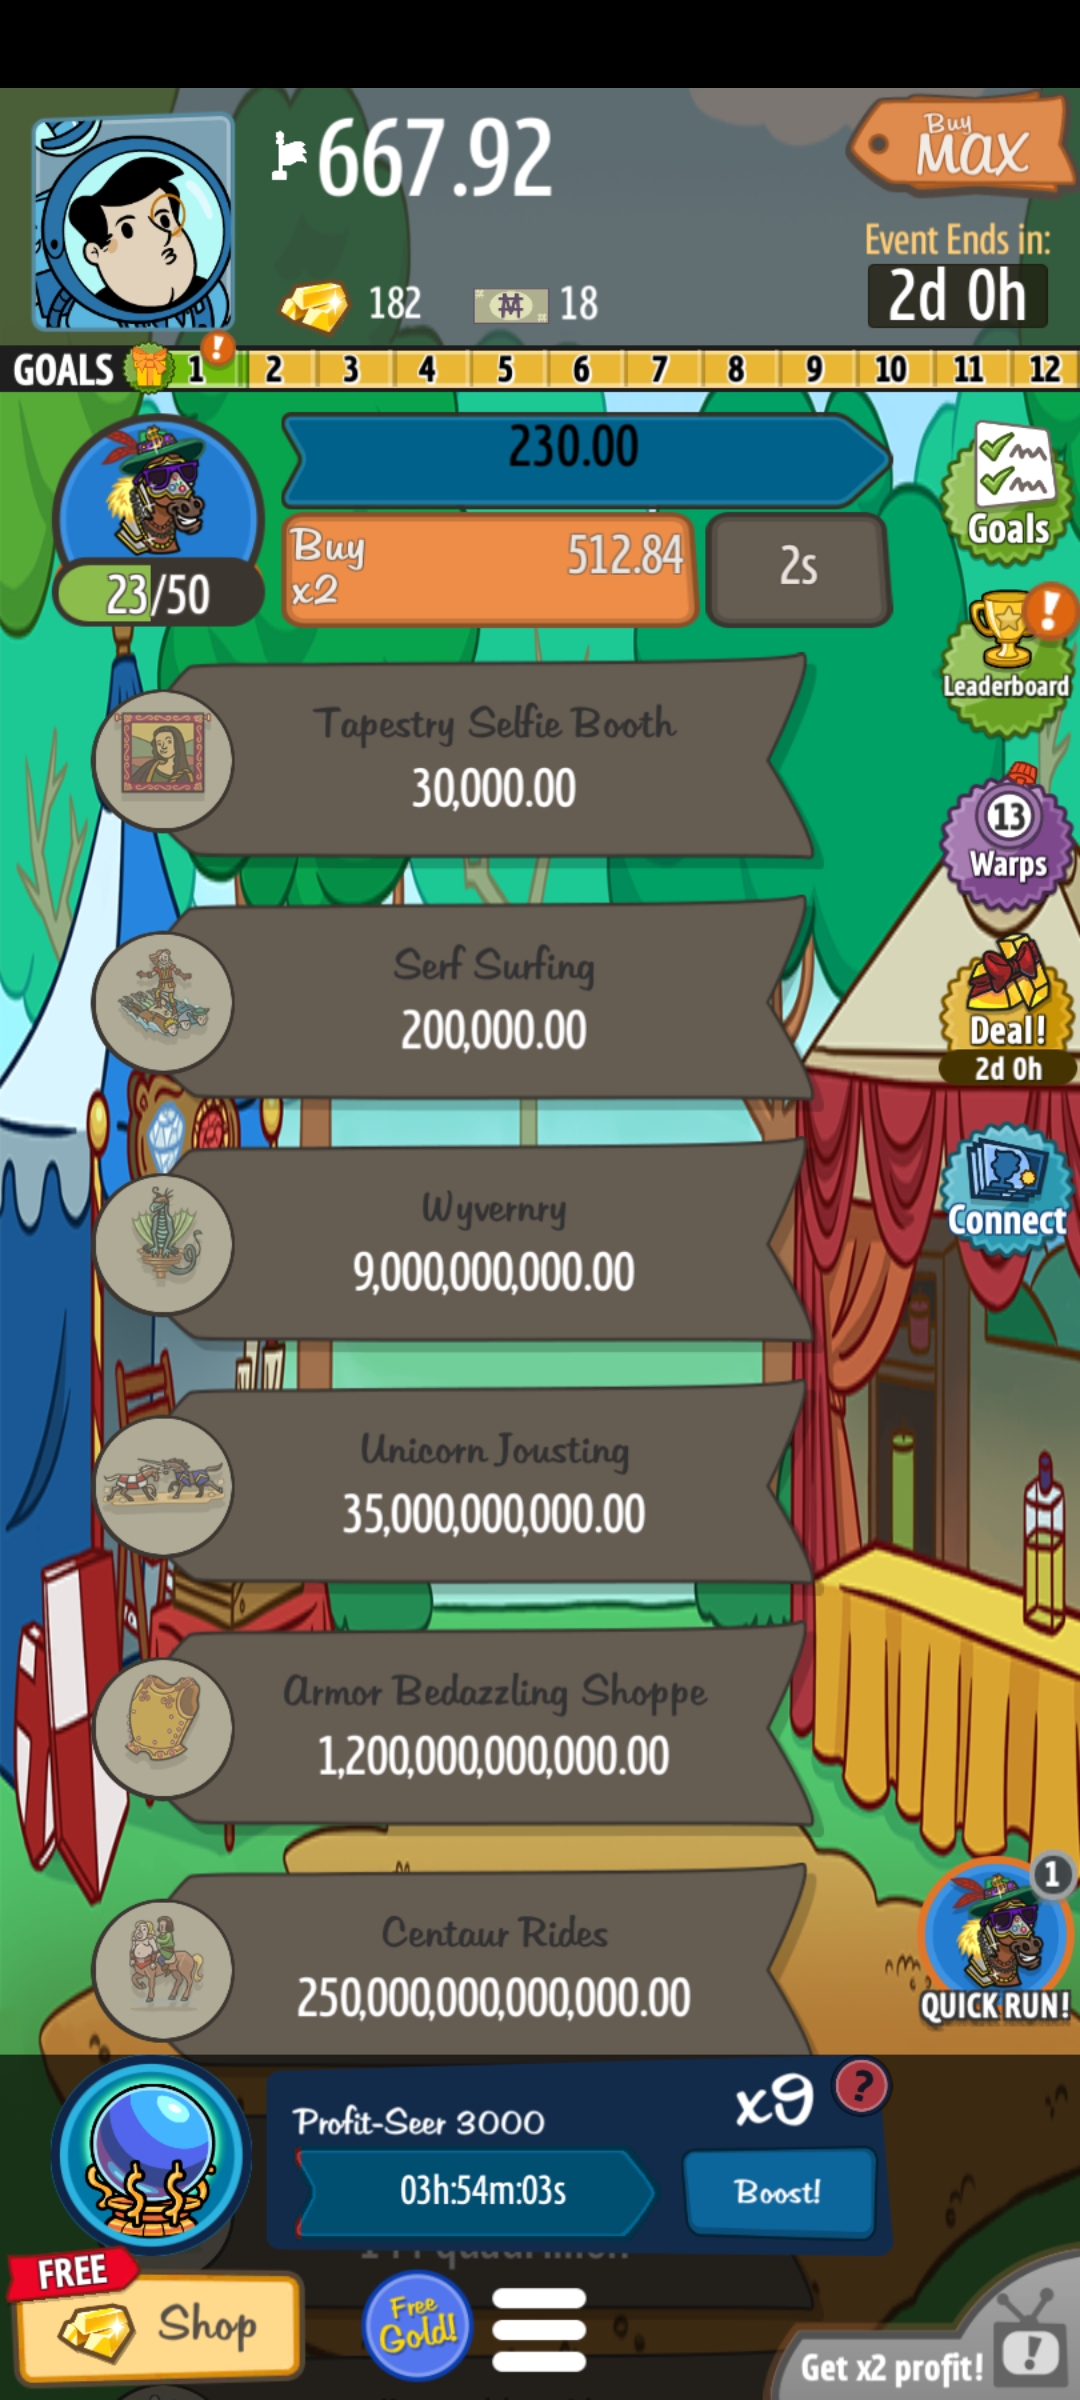 667.92
Buy
MAX
182
18
Event Ends in:
2d 0h
GOALS 1 2 3 4 5 6 7 8 9 10 11 12
!
230.00
Buy
x2
512.84
2s
23/50
Goals
!
Leaderboard
Tapestry Selfie Booth
30,000.00
13
Warps
Serf Surfing
200,000.00
Deal!
2d 0h
Wyvernry
9,000,000,000.00
Connect
Unicorn Jousting
35,000,000,000.00
Armor Bedazzling Shoppe
1,200,000,000,000.00
Centaur Rides
250,000,000,000,000.00
1
QUICK RUN!
Profit-Seer 3000
x9
?
03h:54m:03s
Boost!
FREE
Shop
Free
Gold!
Get x2 profit!
!